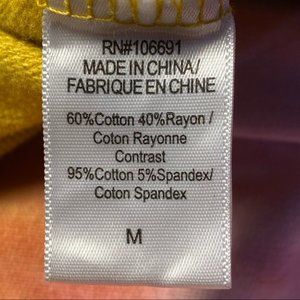 RN#106691
MADE IN CHINA/
FABRIQUE EN CHINE
60%Cotton 40%Rayon /
Coton Rayonne
Contrast
95%Cotton 5%Spandex/
Coton Spandex
M